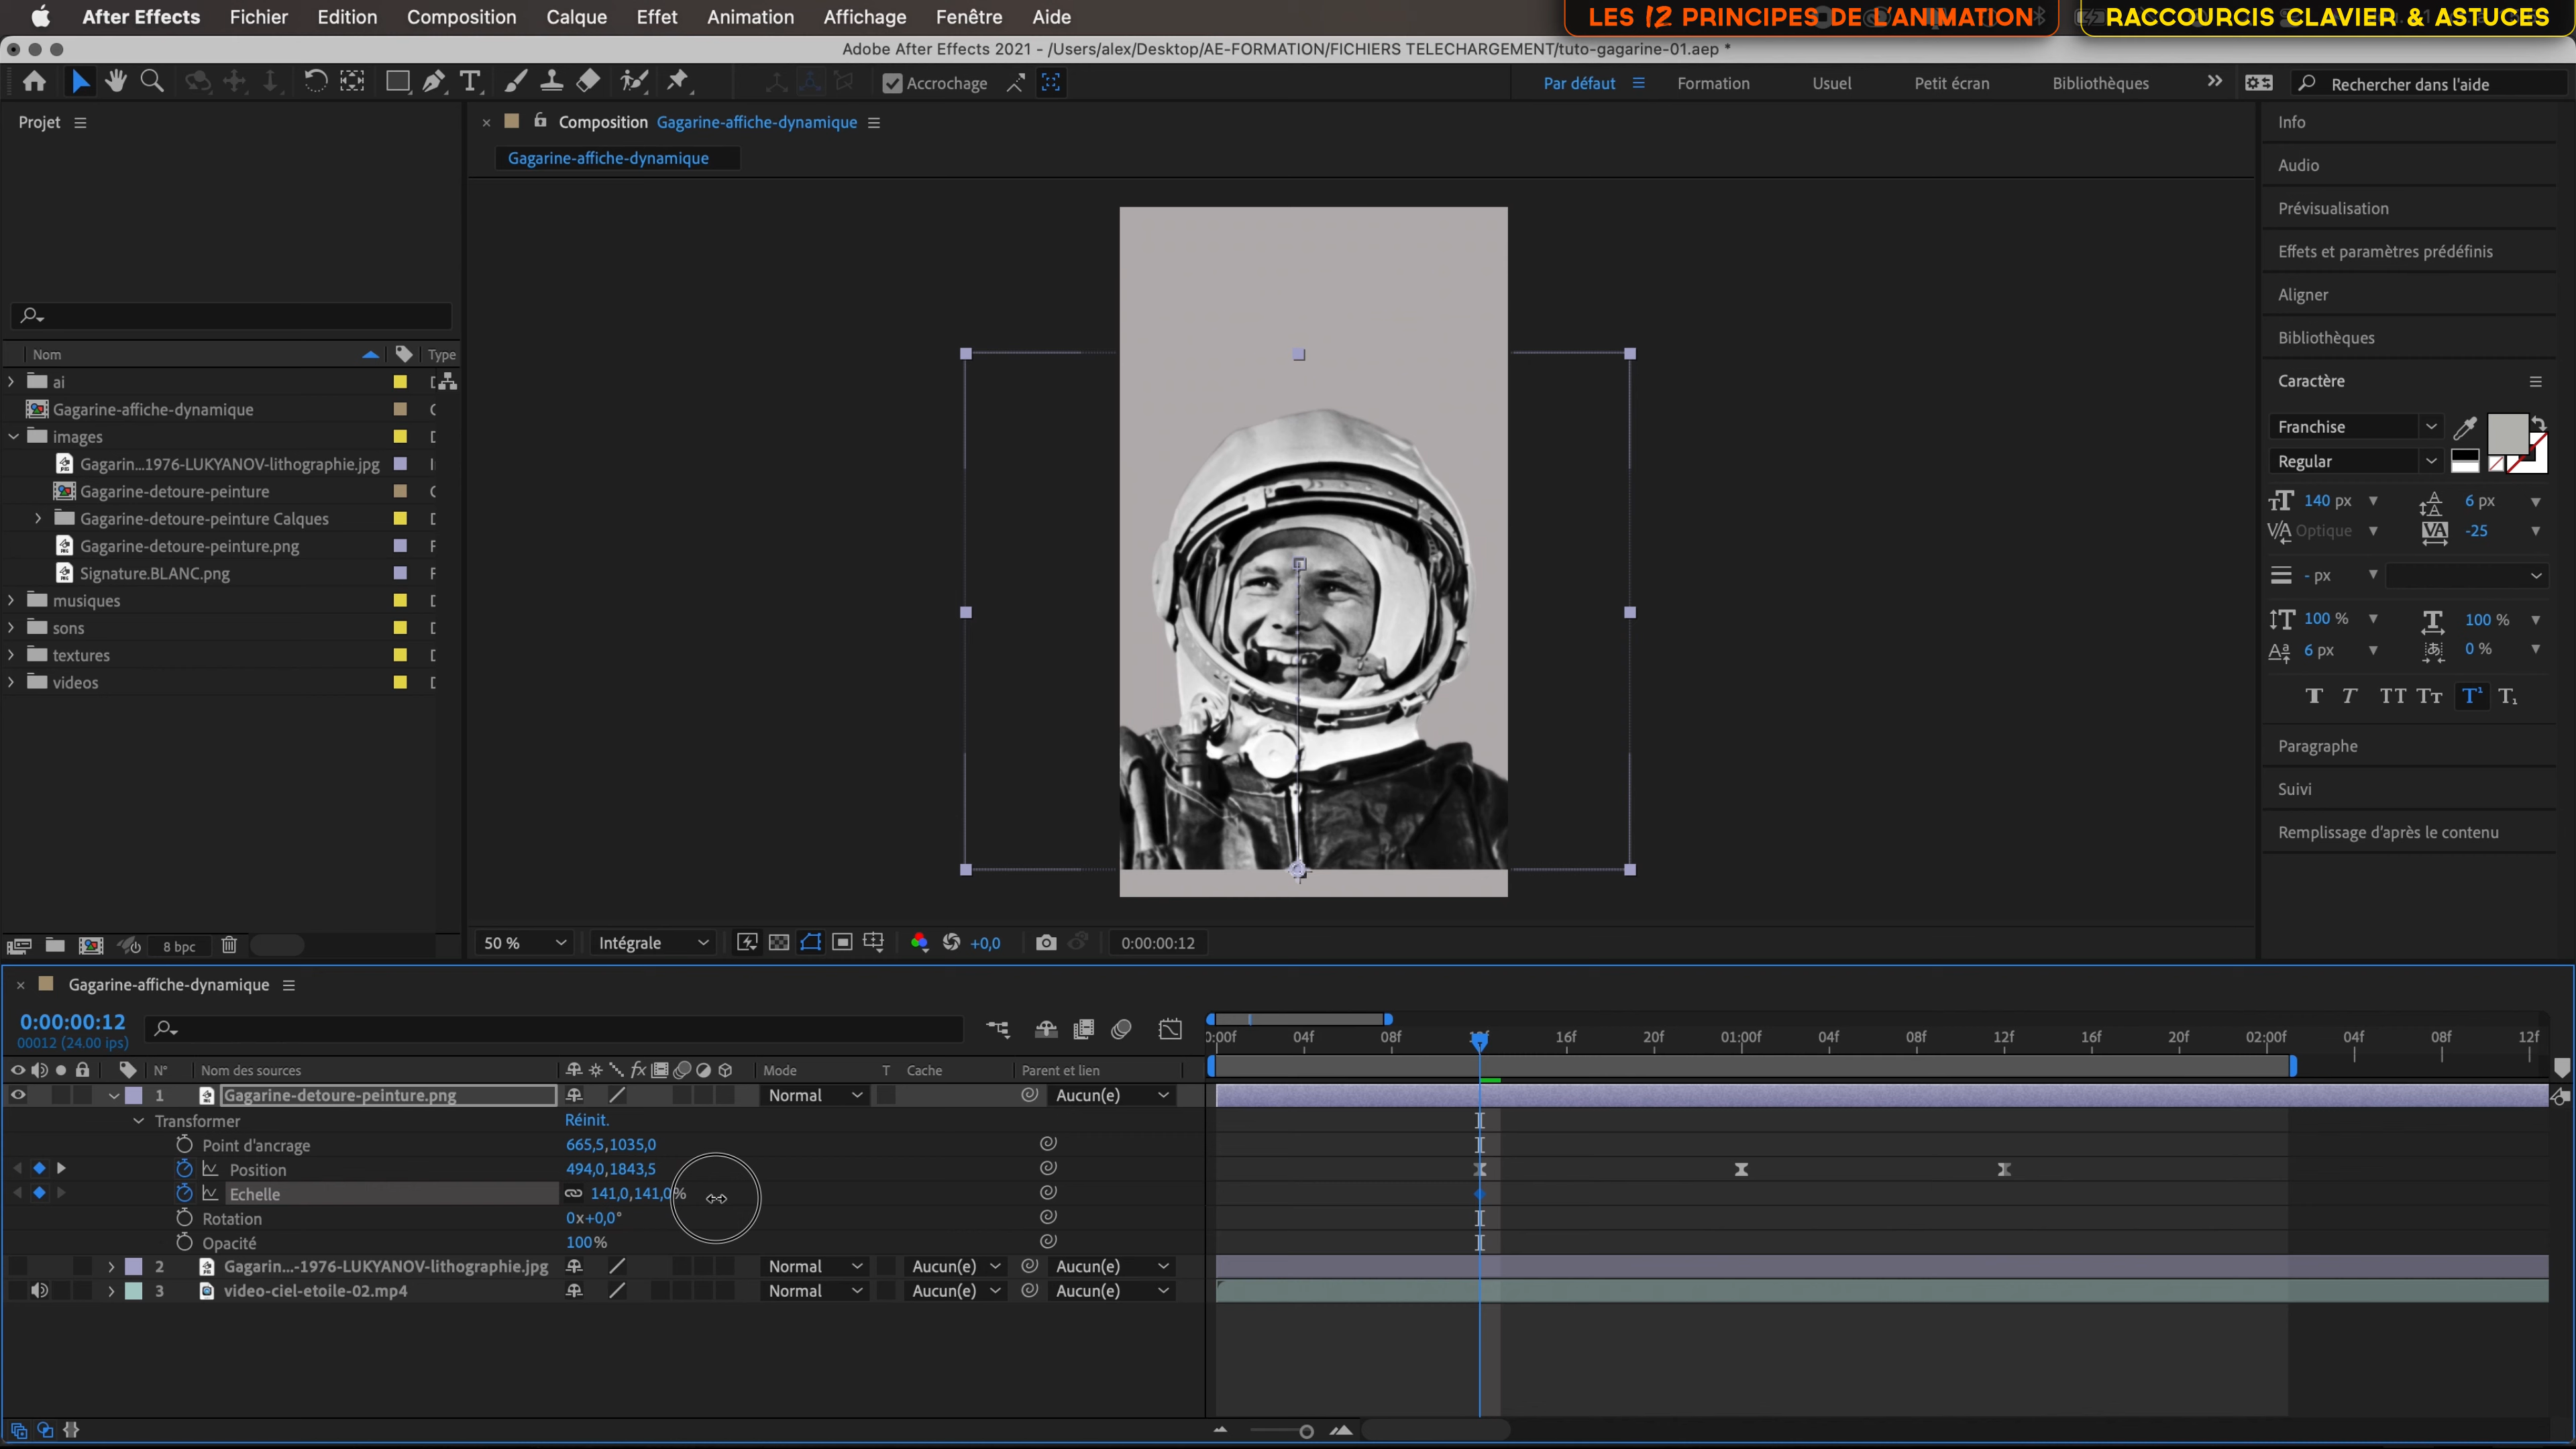 After Effects Fichier Edition Composition Calque Effet Animation Affichage Fenêtre Aide
LES 12 PRINCIPES DE L'ANIMATION
RACCOURCIS CLAVIER & ASTUCES
Adobe After Effects 2021 - /Users/alex/Desktop/AE-FORMATION/FICHIERS TELECHARGEMENT/tuto-gagarine-01.aep *
Accrochage
Par défaut Formation Usuel Petit écran Bibliothèques
Rechercher dans l'aide
Projet
Composition Gagarine-affiche-dynamique
Gagarine-affiche-dynamique
Nom Type
ai
Gagarine-affiche-dynamique
images
Gagarin...1976-LUKYANOV-lithographie.jpg
Gagarine-detoure-peinture
Gagarine-detoure-peinture Calques
Gagarine-detoure-peinture.png
Signature.BLANC.png
musiques
sons
textures
videos
8 bpc
50 % Intégrale +0,0 0:00:00:12
Info
Audio
Prévisualisation
Effets et paramètres prédéfinis
Aligner
Bibliothèques
Caractère
Franchise
Regular
140 px 6 px
Optique -25
- px
100 % 100 %
6 px 0 %
Paragraphe
Suivi
Remplissage d'après le contenu
Gagarine-affiche-dynamique
0:00:00:12
00012 (24.00 ips)
04f 08f 16f 20f 01:00f 04f 08f 12f 16f 20f 02:00f 04f 08f 12f
N° Nom des sources Mode T Cache Parent et lien
1 Gagarine-detoure-peinture.png Normal Aucun(e)
Transformer Réinit.
Point d'ancrage 665,5,1035,0
Position 494,0,1843,5
Echelle 141,0,141,0%
Rotation 0x+0,0°
Opacité 100%
2 Gagarin...-1976-LUKYANOV-lithographie.jpg Normal Aucun(e) Aucun(e)
3 video-ciel-etoile-02.mp4 Normal Aucun(e) Aucun(e)